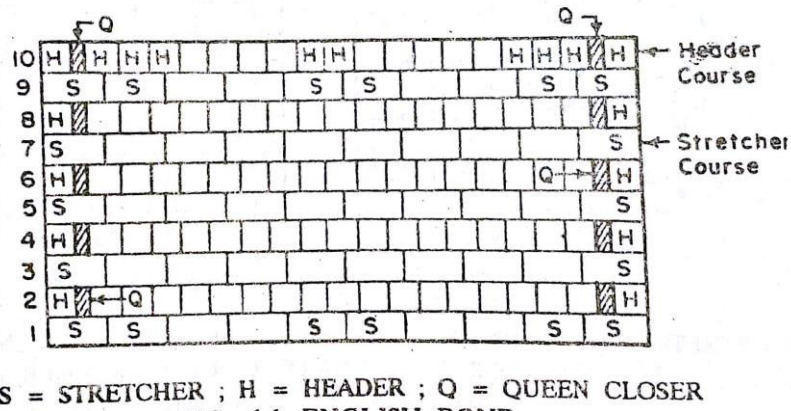 Q Q
10 H H H H H H H H H H Header
9 S S S S S S Course
8 H H
7 S S Stretcher
6 H Q H Course
5 S S
4 H H
3 S S
2 H Q H
1 S S S S S S
S = STRETCHER ; H = HEADER ; Q = QUEEN CLOSER
ENGLISH BOND